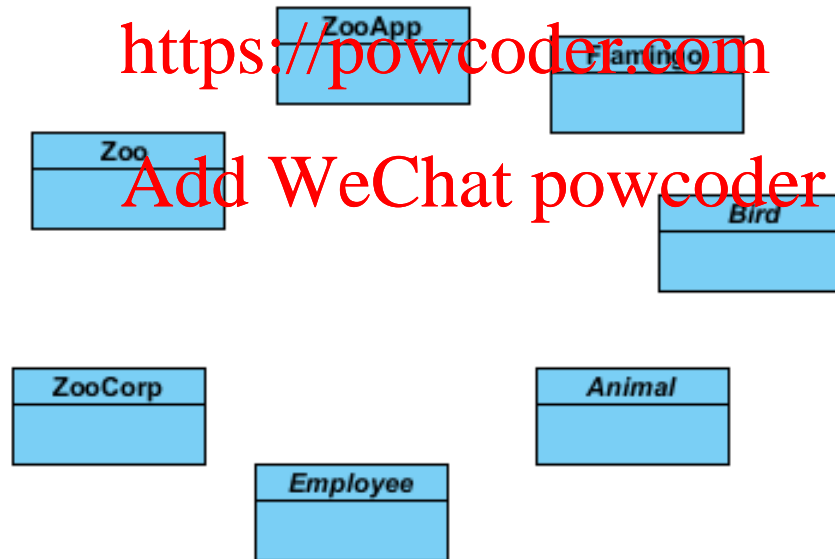 ZooApp
https://powcoder.com
Flamingo
Zoo
Add WeChat powcoder
Bird
ZooCorp
Animal
Employee